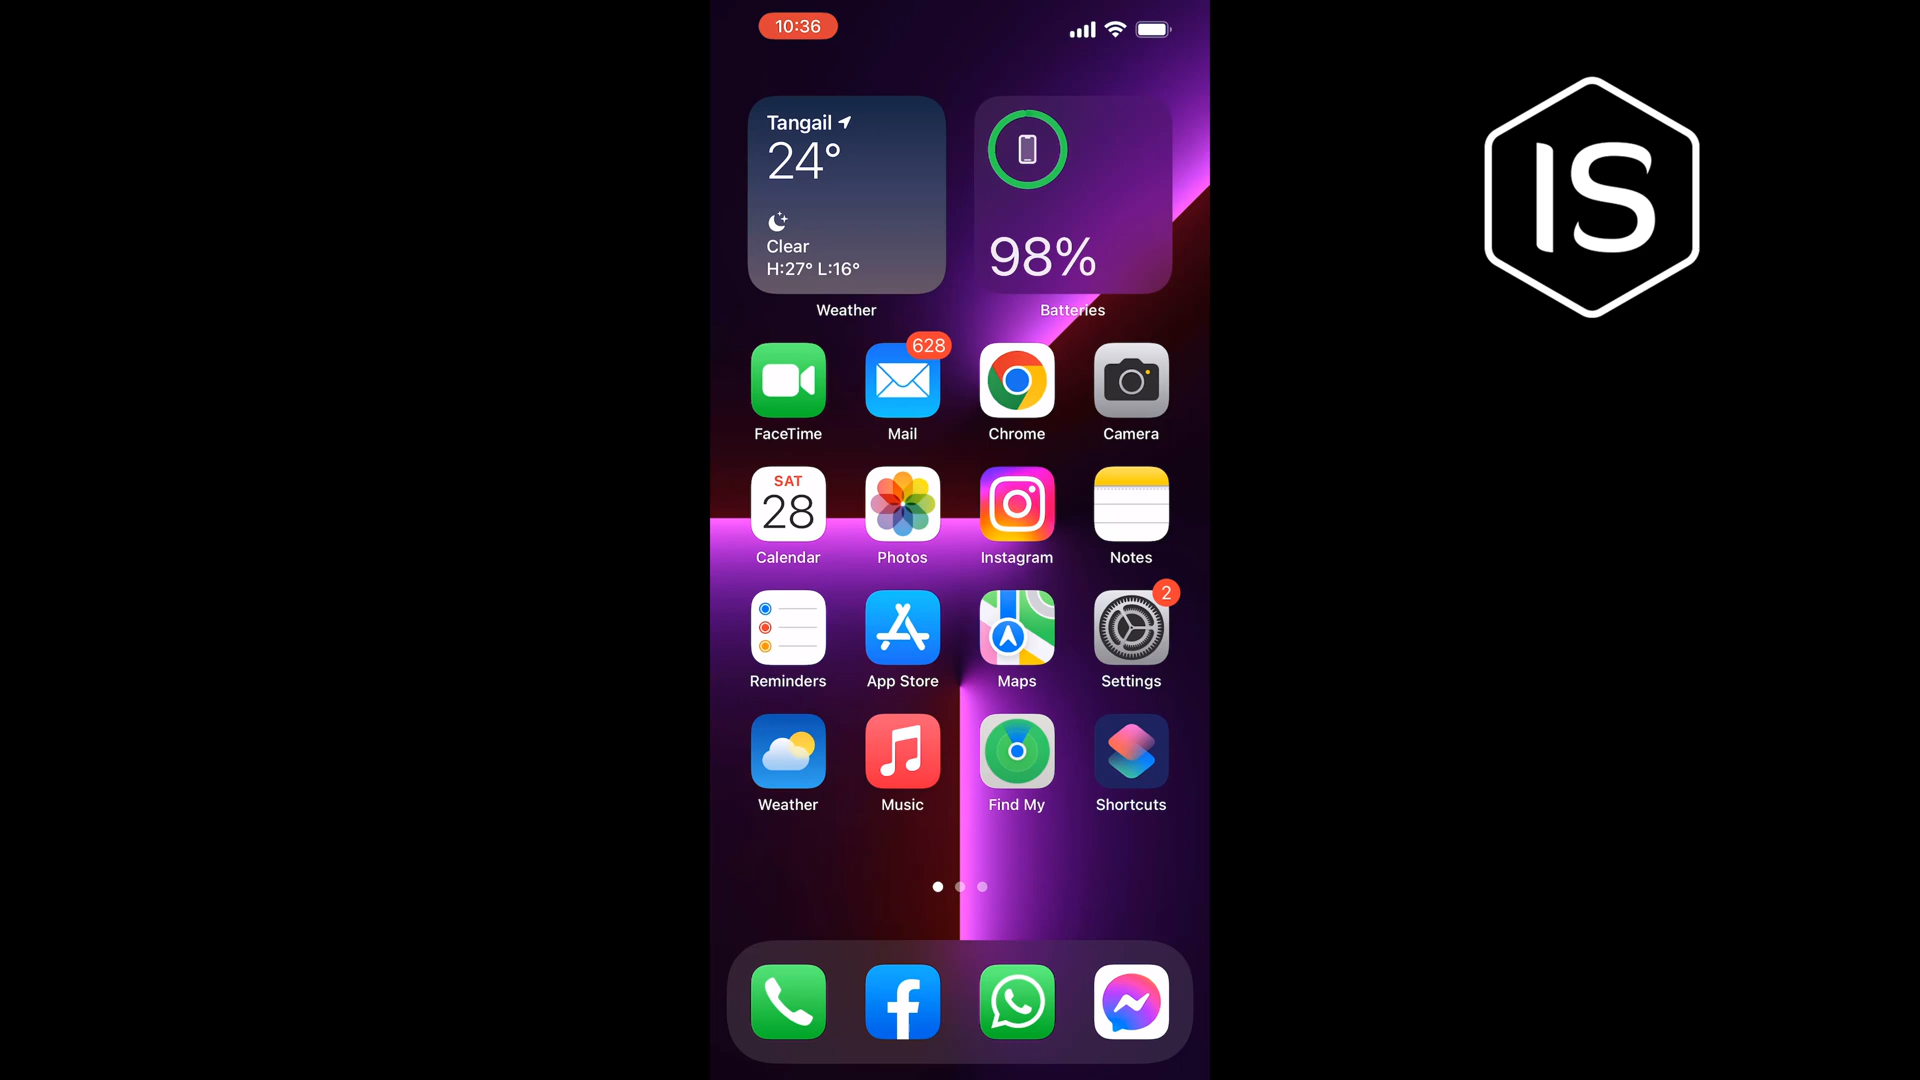 10:36
IS
Tangail
24°
Clear
H:27° L:16°
Weather
98%
Batteries
628
FaceTime
Mail
Chrome
Camera
SAT
28
Calendar
Photos
Instagram
Notes
2
Reminders
App Store
Maps
Settings
Weather
Music
Find My
Shortcuts